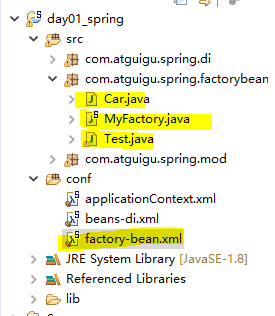 day01_spring
src
com.atguigu.spring.di
com.atguigu.spring.factorybean
Car.java
MyFactory.java
Test.java
com.atguigu.spring.mod
conf
applicationContext.xml
beans-di.xml
factory-bean.xml
JRE System Library [JavaSE-1.8]
Referenced Libraries
lib